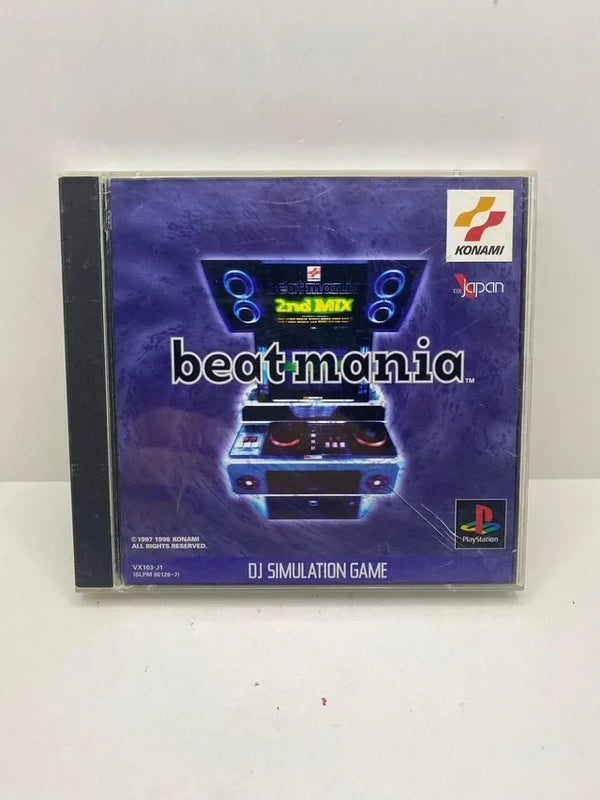 KONAMI
KCE Japan
beatmania
2nd MIX
beatmania™
©1997 1998 KONAMI
ALL RIGHTS RESERVED.
PlayStation
VX103-J1
(SLPM 86126~7)
DJ SIMULATION GAME